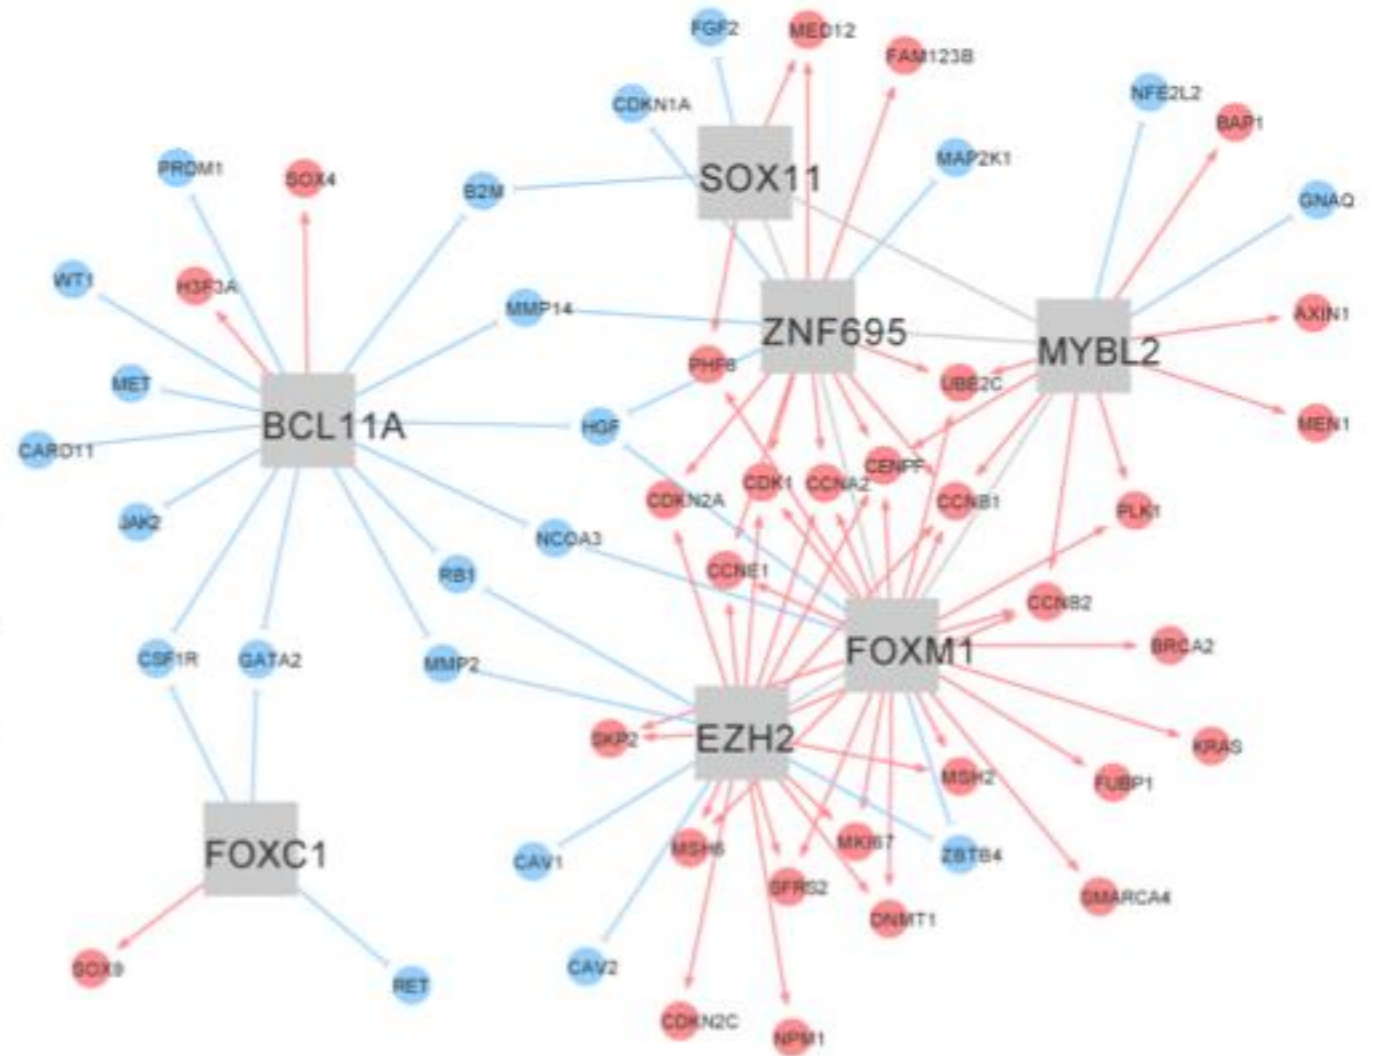 FGF2
MED12
FAM123B
CDKN1A
NFE2L2
BAP1
PRDM1
SOX4
B2M
SOX11
MAP2K1
GNAQ
WT1
H3F3A
MMP14
ZNF695
MYBL2
AXIN1
PHF6
UBE2C
MET
BCL11A
HGF
MEN1
CARD11
CENPF
CDK1
CCNA2
CDKN2A
CCNB1
PLK1
JAK2
NCOA3
RB1
CCNE1
CCNB2
CSF1R
GATA2
MMP2
FOXM1
BRCA2
SKP2
EZH2
KRAS
MSH2
FUBP1
FOXC1
CAV1
MSH6
MKI67
ZBTB4
SFRS2
SMARCA4
DNMT1
SOX9
RET
CAV2
CDKN2C
NPM1